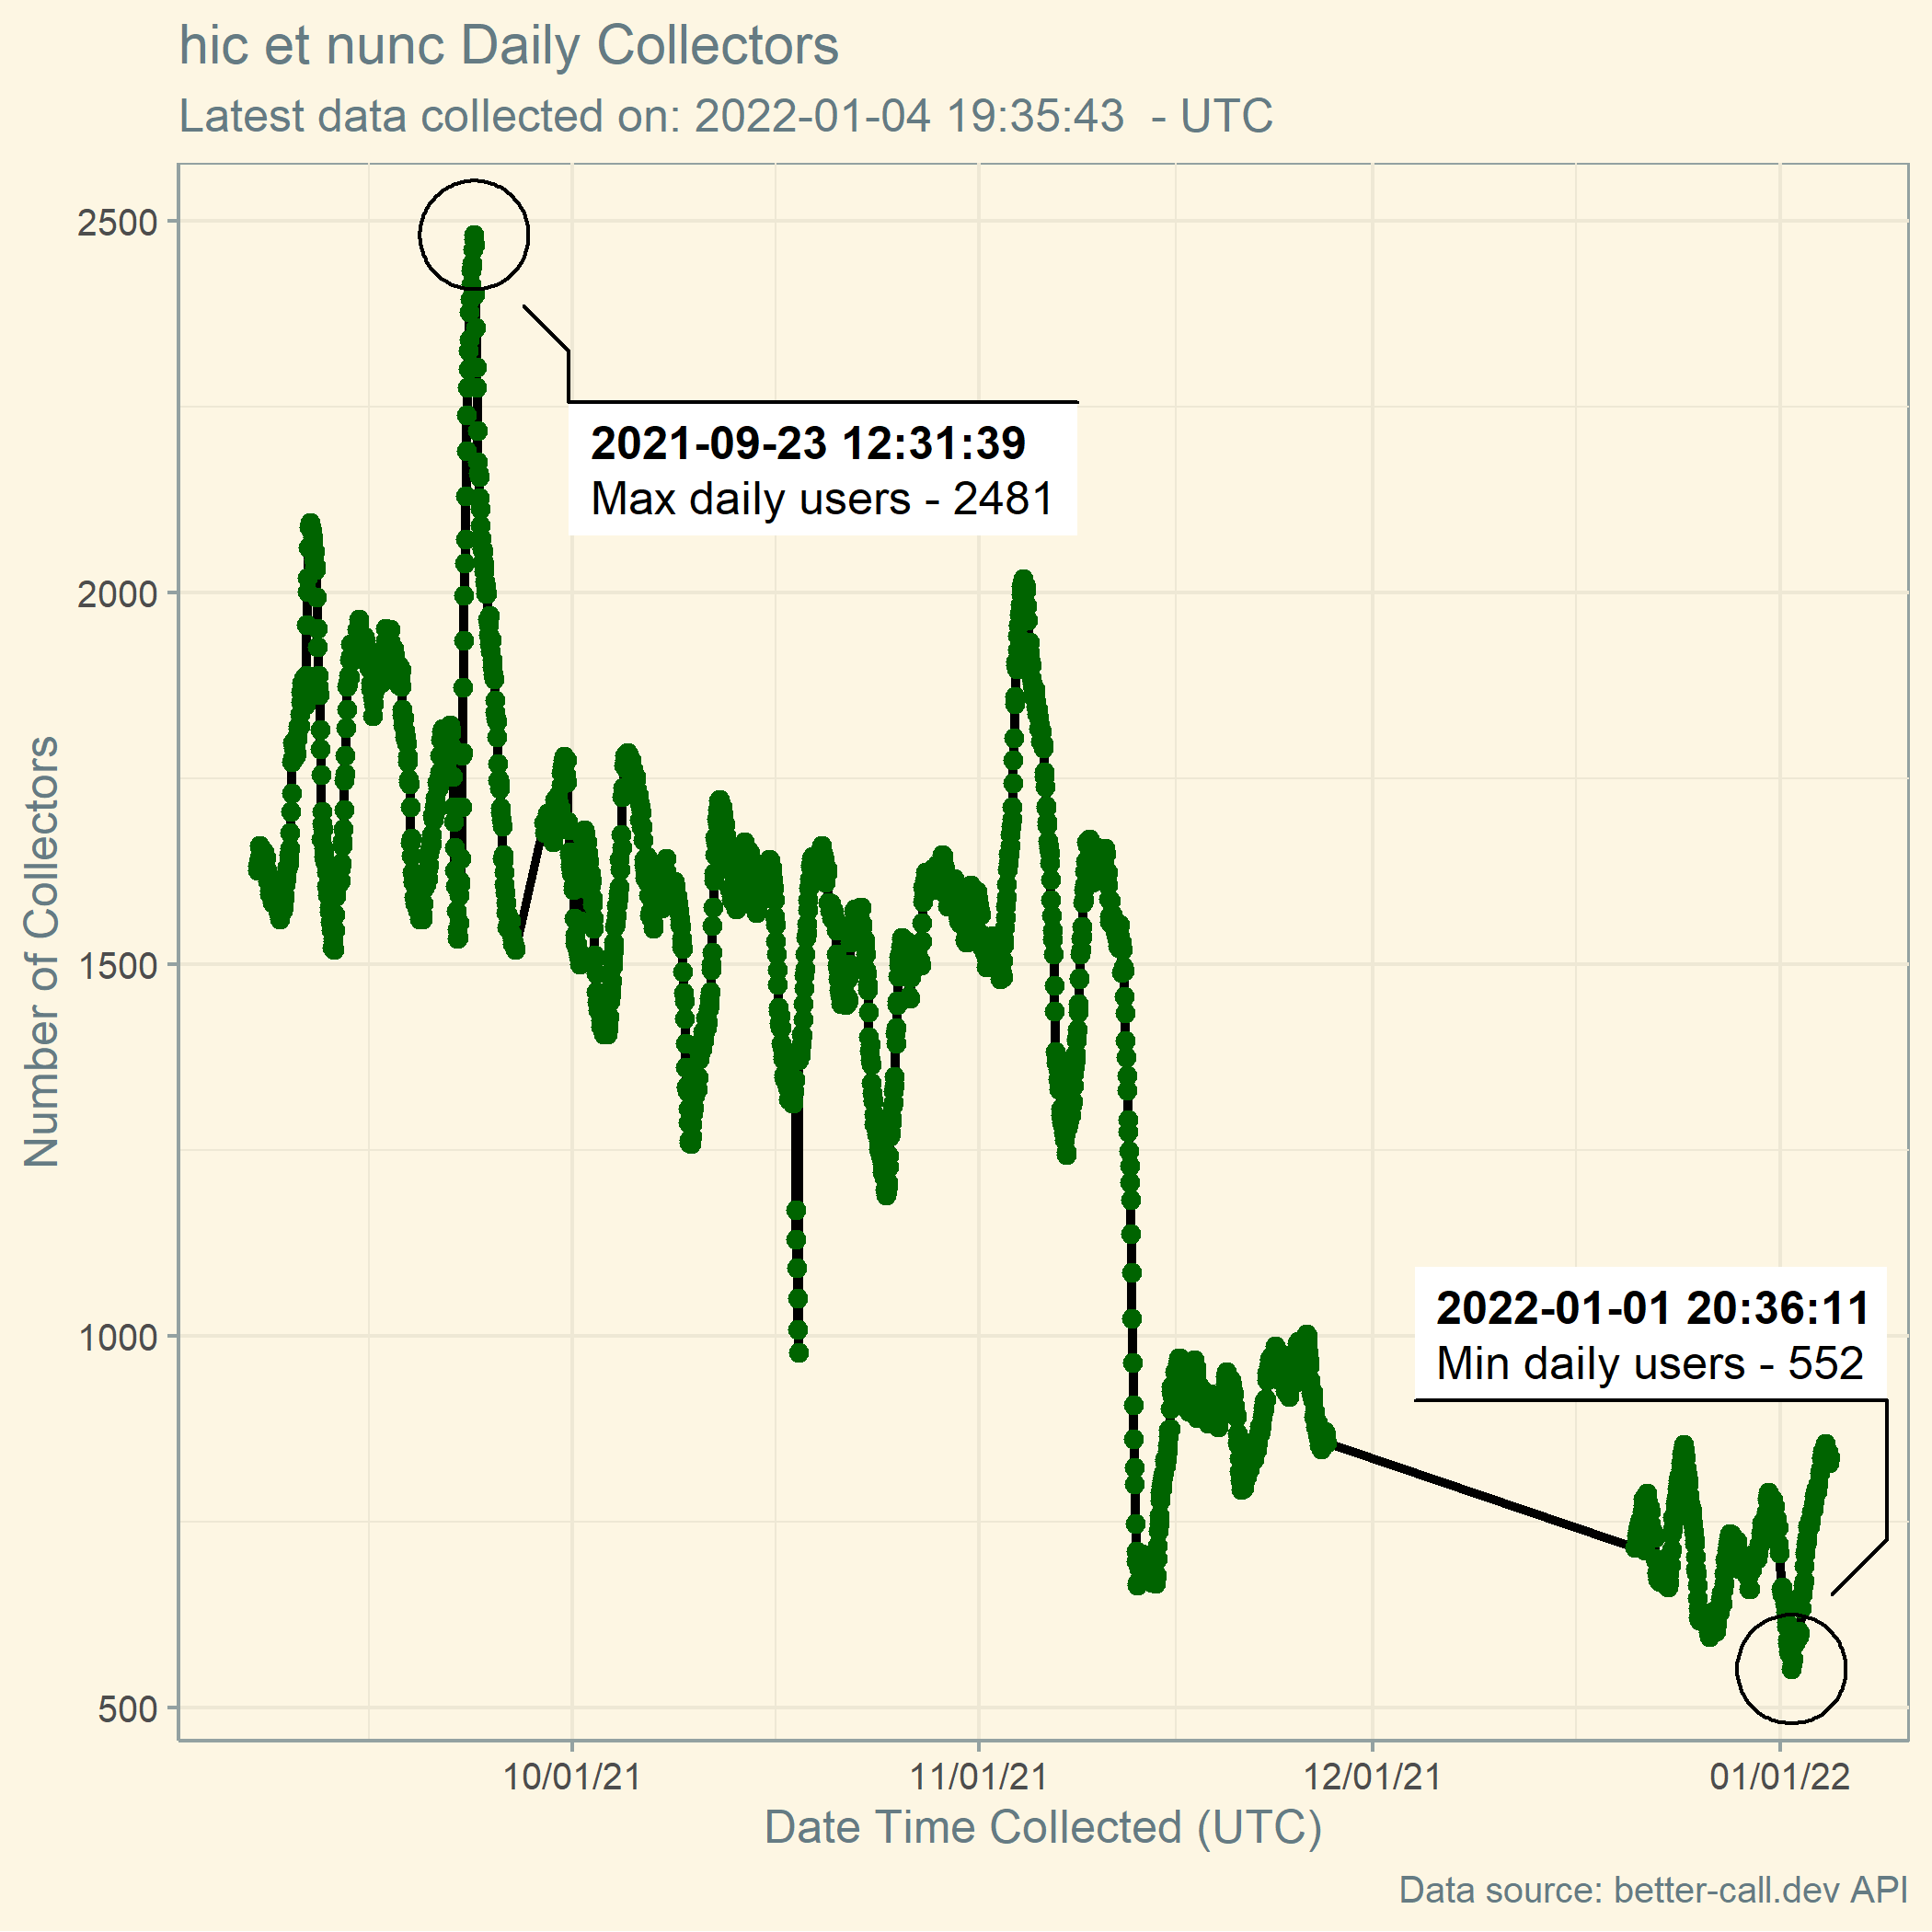 hic et nunc Daily Collectors
Latest data collected on: 2022-01-04 19:35:43  - UTC
Number of Collectors
2500
2000
1500
1000
500
2021-09-23 12:31:39
Max daily users - 2481
2022-01-01 20:36:11
Min daily users - 552
10/01/21
11/01/21
12/01/21
01/01/22
Date Time Collected (UTC)
Data source: better-call.dev API